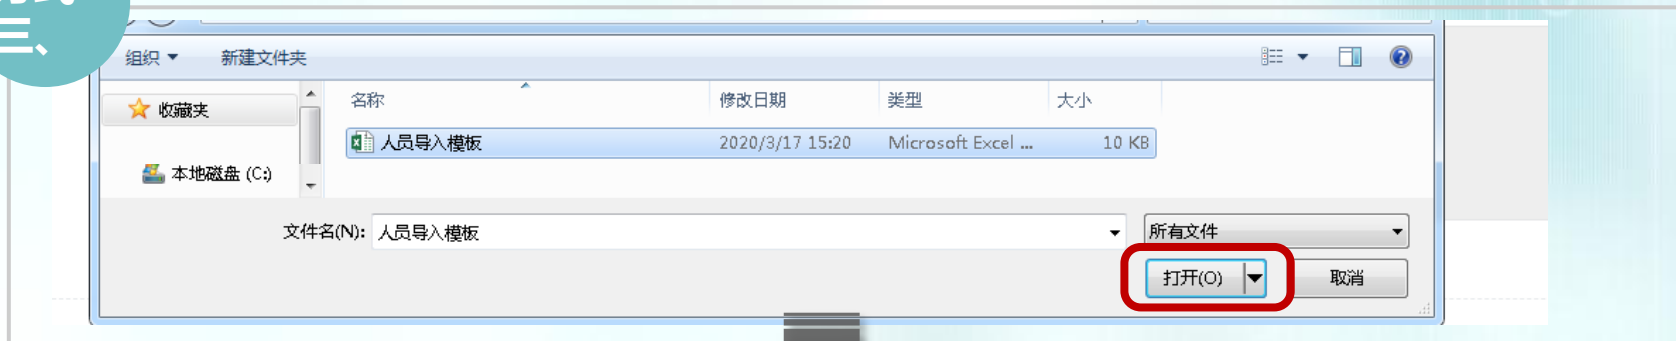 三、
组织 新建文件夹
名称 修改日期 类型 大小
收藏夹
人员导入模板 2020/3/17 15:20 Microsoft Excel ... 10 KB
本地磁盘 (C:)
文件名(N): 人员导入模板 所有文件
打开(O) 取消